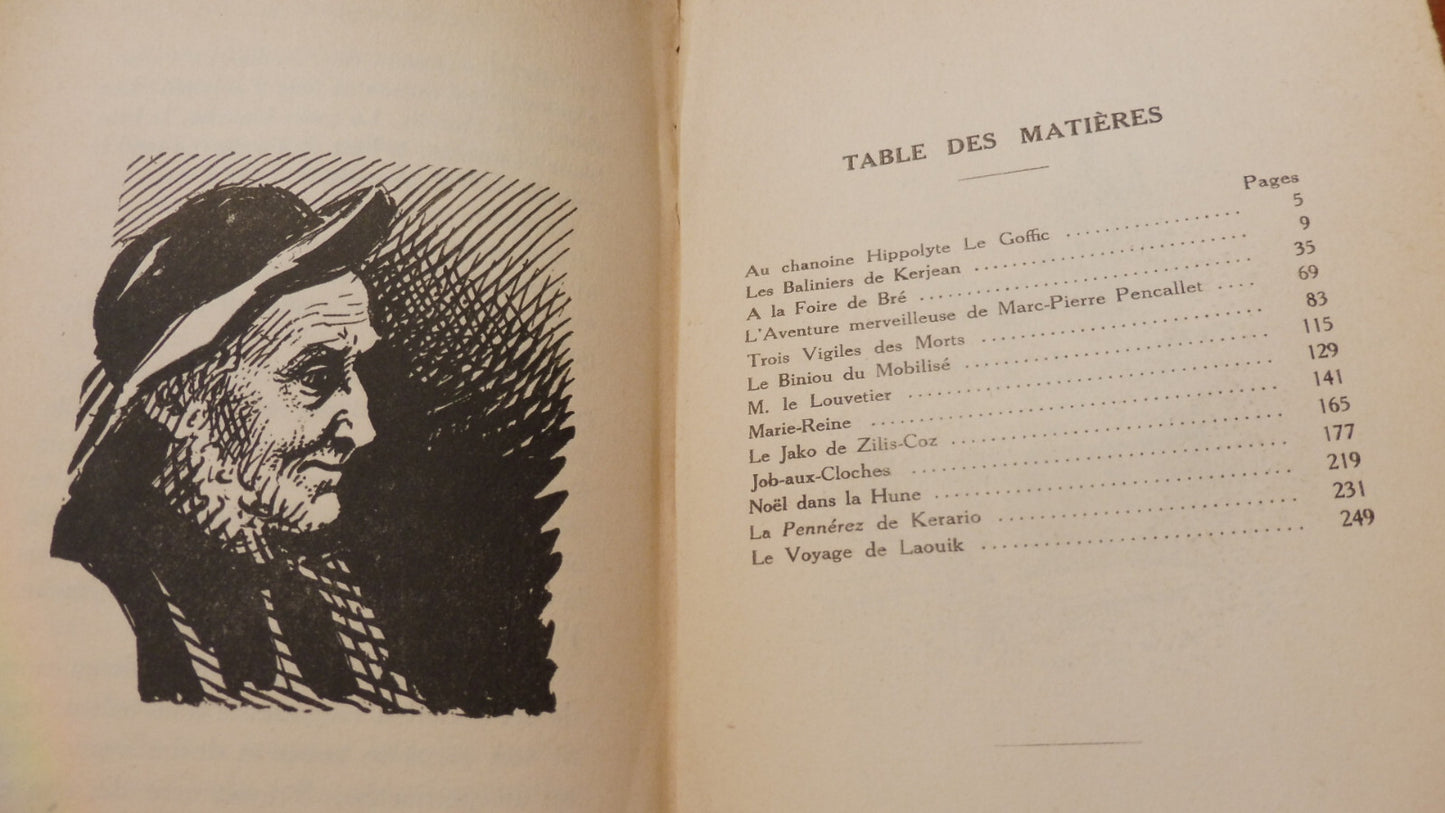 TABLE DES MATIÈRES
Pages
Au chanoine Hippolyte Le Goffic 5
Les Baliniers de Kerjean 9
A la Foire de Bré 35
L'Aventure merveilleuse de Marc-Pierre Pencallet 69
Trois Vigiles des Morts 83
Le Biniou du Mobilisé 115
M. le Louvetier 129
Marie-Reine 141
Le Jako de Zilis-Coz 165
Job-aux-Cloches 177
Noël dans la Hune 219
La Pennérez de Kerario 231
Le Voyage de Laouik 249